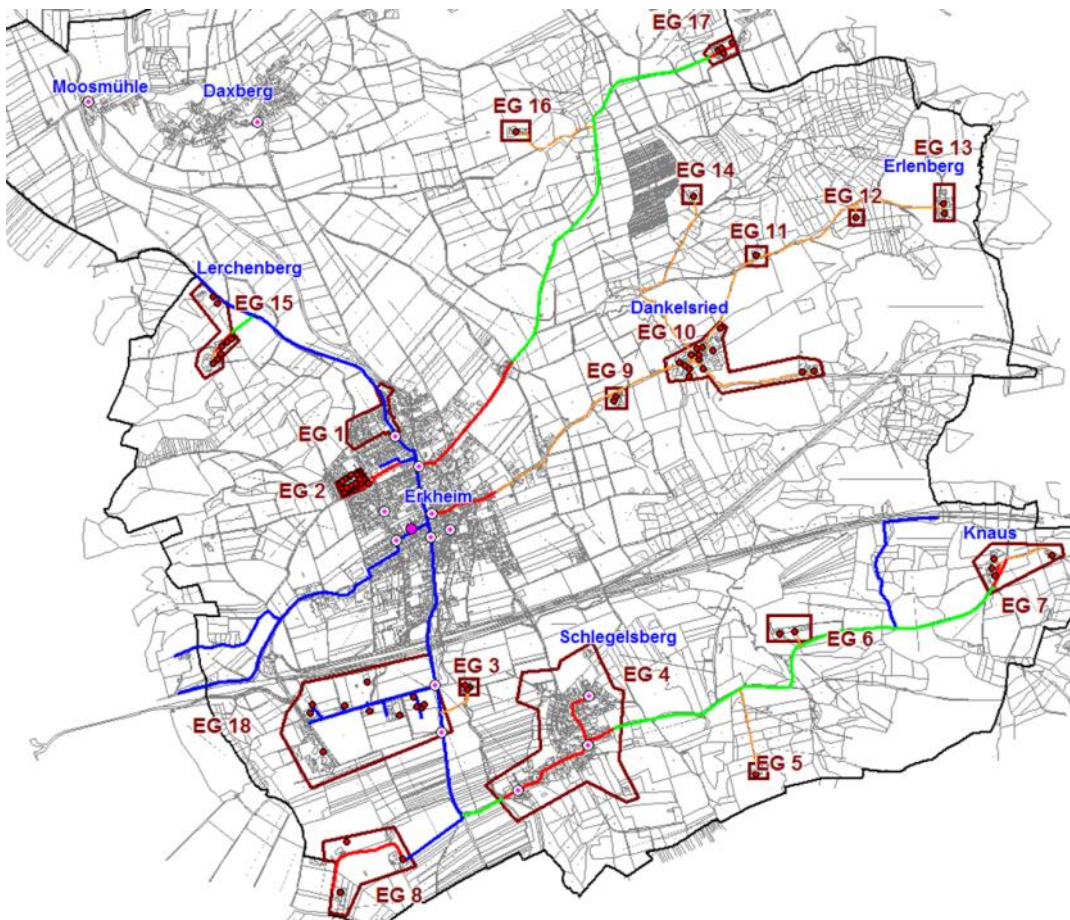 EG 17
Moosmühle
Daxberg
EG 16
EG 13
Erlenberg
EG 14
EG 12
EG 11
Lerchenberg
EG 15
Dankelsried
EG 10
EG 9
EG 1
EG 2
Erkheim
Knaus
EG 7
EG 6
Schlegelsberg
EG 3
EG 4
EG 18
EG 5
EG 8